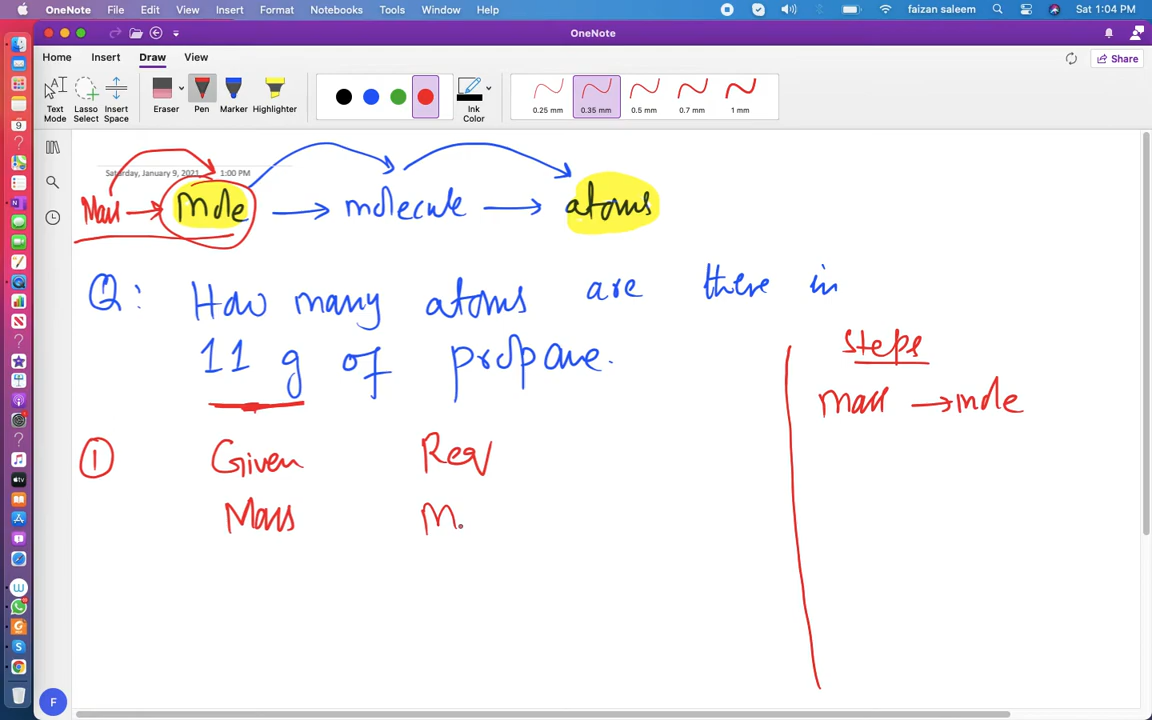 OneNote File Edit View Insert Format Notebooks Tools Window Help faizan saleem Sat 1:04 PM
OneNote
Home Insert Draw View Share
Text Mode Lasso Select Insert Space Eraser Pen Marker Highlighter Ink Color 0.25 mm 0.35 mm 0.5 mm 0.7 mm 1 mm
Saturday, January 9, 2021 1:00 PM
Mass → mole → molecule → atoms
Q: How many atoms are there in
11 g of propane.
Steps
mass → mole
① Given Req
Mass M
F